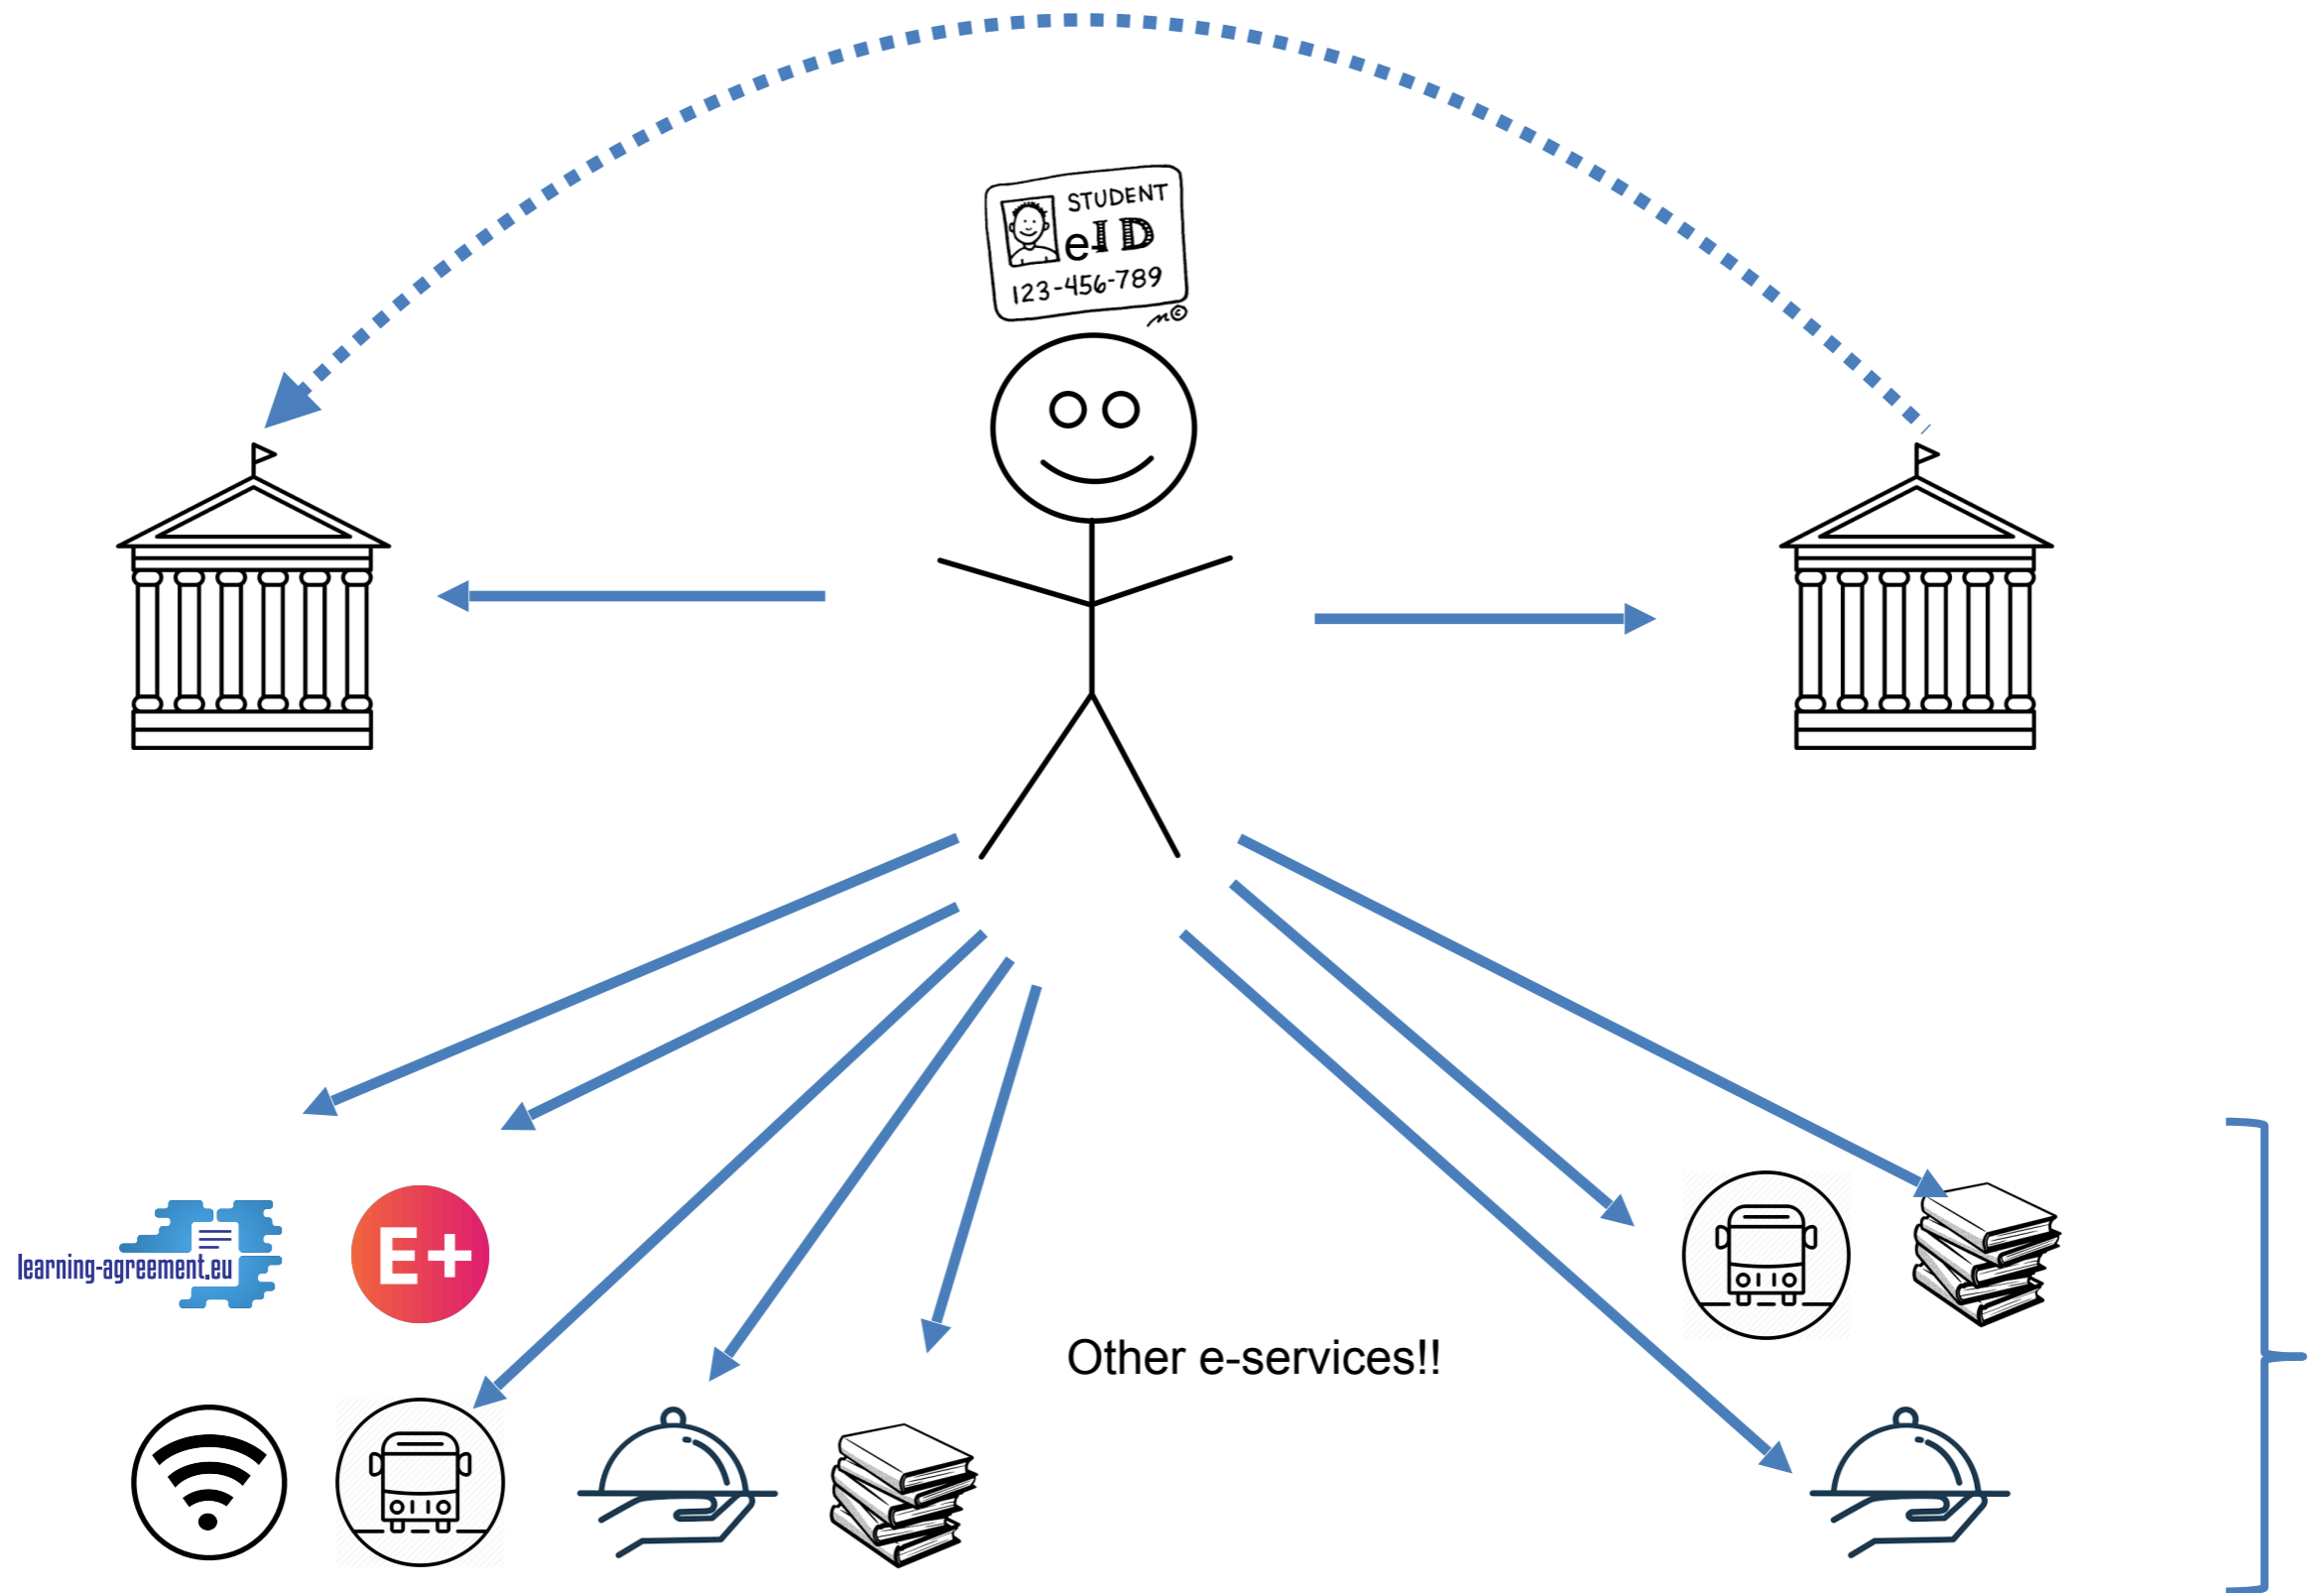 STUDENT
eID
123-456-789
learning-agreement.eu
E+
Other e-services!!